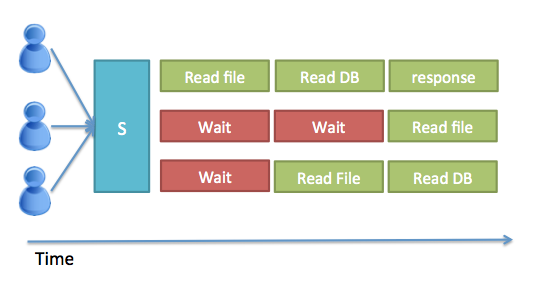 Read file Read DB response
S Wait Wait Read file
Wait Read File Read DB
Time